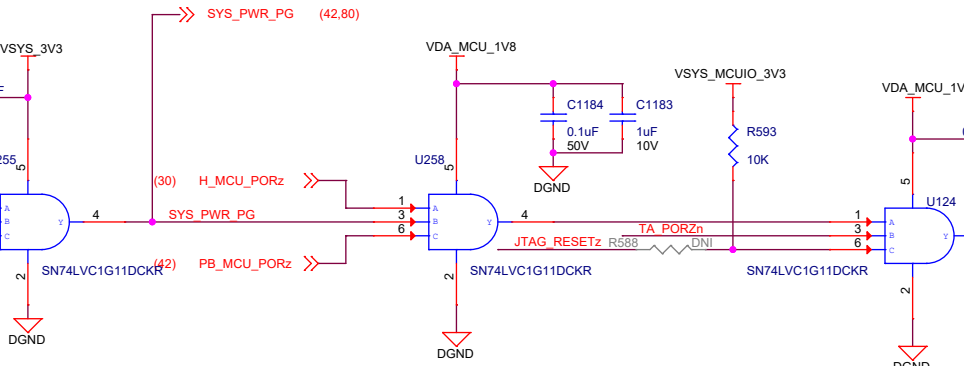 SYS_PWR_PG (42,80)
VSYS_3V3
VDA_MCU_1V8
VSYS_MCUIO_3V3
VDA_MCU_1V
F
C1184
0.1uF
50V
C1183
1uF
10V
R593
10K
DGND
255
5
A
B
C
Y
4
2
SN74LVC1G11DCKR
DGND
SYS_PWR_PG
(30) H_MCU_PORz
(42) PB_MCU_PORz
U258
5
1
3
6
A
B
C
Y
4
2
SN74LVC1G11DCKR
DGND
TA_PORZn
JTAG_RESETz
R588
DNI
U124
5
1
3
6
A
B
C
Y
2
SN74LVC1G11DCKR
DGND